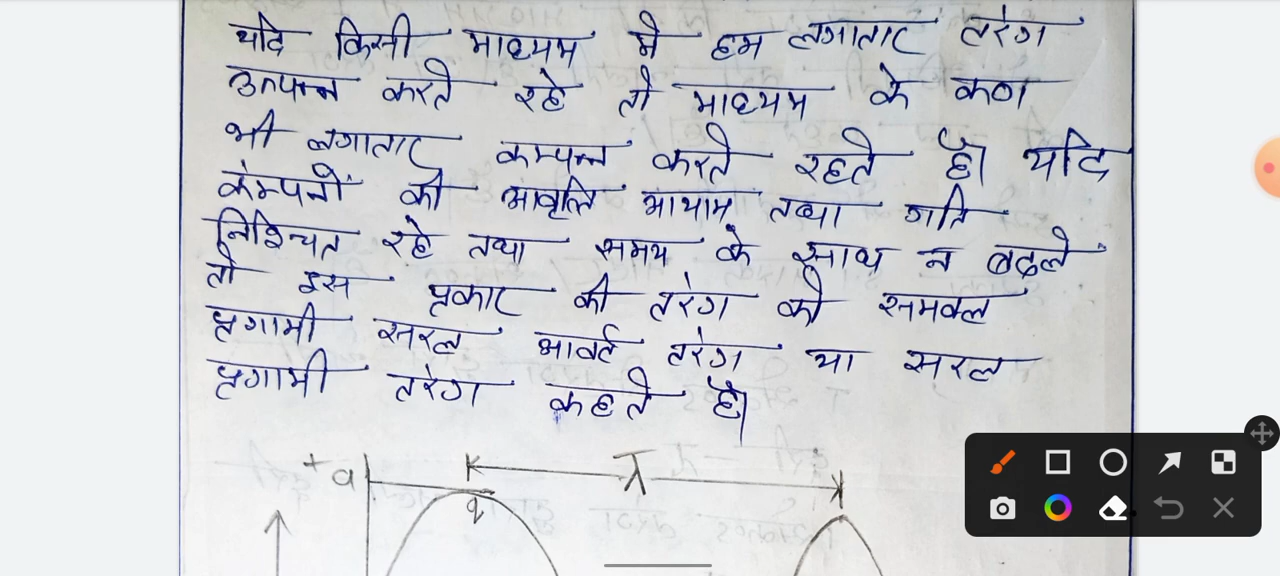 यदि किसी माध्यम मे हम लगातार तरंग
उत्पन्न करते रहे तो माध्यम के कण
भी लगातार कम्पन्न करते रहते है। यदि
कंम्पनों की आवृत्ति आयाम तथा गति
निश्चित रहे तथा समय के साथ न बदले
तो इस प्रकार की तरंग को समक्ल
प्रगामी सरल आवर्ट तरंग या सरल
प्रगामी तरंग कहते है।
+a
λ